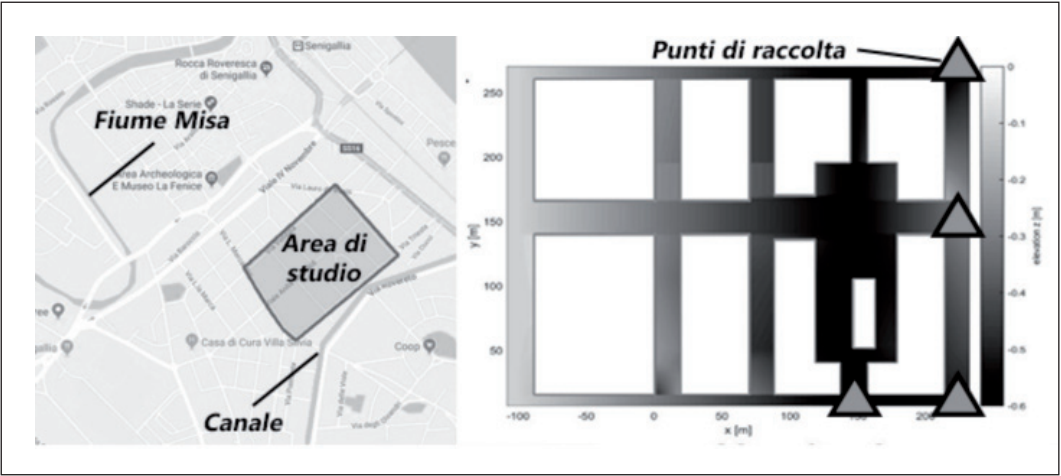 Senigallia
Rocca Roveresca
di Senigallia
Shade - La Serie
Fiume Misa
SS16
Pesce
Area Archeologica
E Museo La Fenice
Viale IV Novembre
Area di
studio
Casa di Cura Villa Silvia
Coop
Canale
Punti di raccolta
250
200
150
100
50
y [m]
-100
-50
0
50
100
150
200
x [m]
0
-0.1
-0.2
-0.3
-0.4
-0.5
-0.6
elevation z [m]